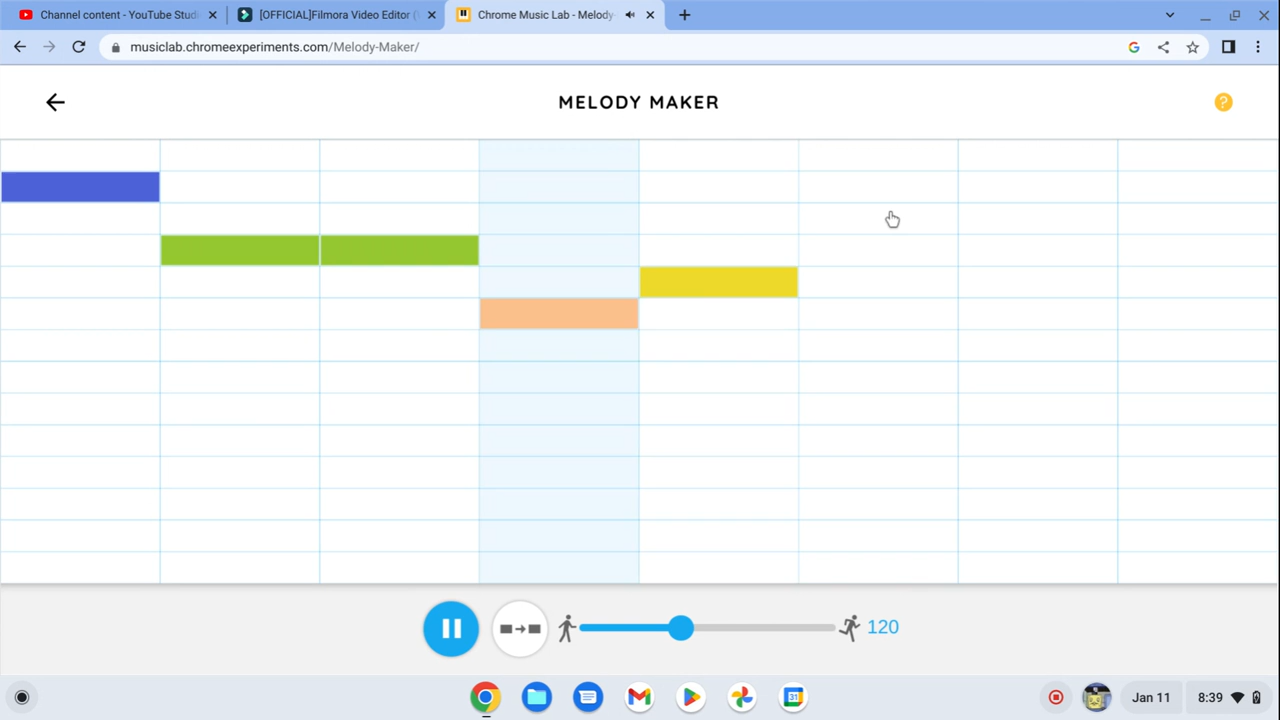 Channel content - YouTube Studi
[OFFICIAL]Filmora Video Editor (
Chrome Music Lab - Melody-
musiclab.chromeexperiments.com/Melody-Maker/
MELODY MAKER
?
120
31
Jan 11
8:39